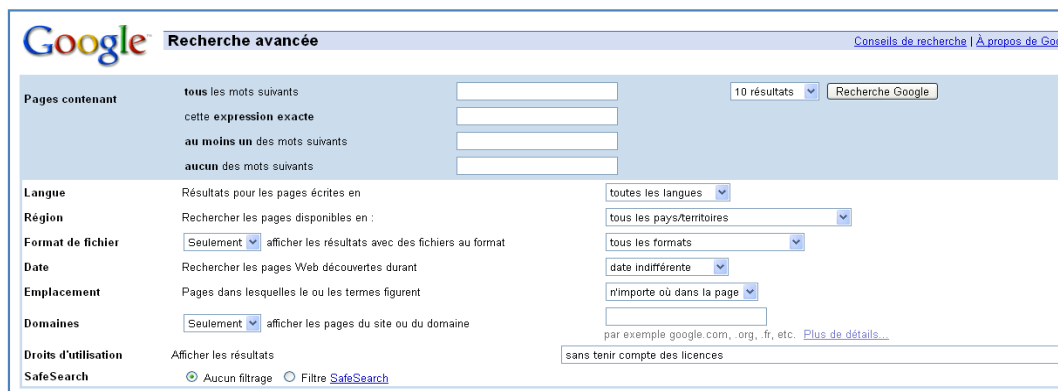 Google Recherche avancée Conseils de recherche | À propos de Goo
Pages contenant tous les mots suivants 10 résultats Recherche Google
cette expression exacte
au moins un des mots suivants
aucun des mots suivants
Langue Résultats pour les pages écrites en toutes les langues
Région Rechercher les pages disponibles en : tous les pays/territoires
Format de fichier Seulement afficher les résultats avec des fichiers au format tous les formats
Date Rechercher les pages Web découvertes durant date indifférente
Emplacement Pages dans lesquelles le ou les termes figurent n'importe où dans la page
Domaines Seulement afficher les pages du site ou du domaine
par exemple google.com, .org, .fr, etc. Plus de détails...
Droits d'utilisation Afficher les résultats sans tenir compte des licences
SafeSearch Aucun filtrage Filtre SafeSearch